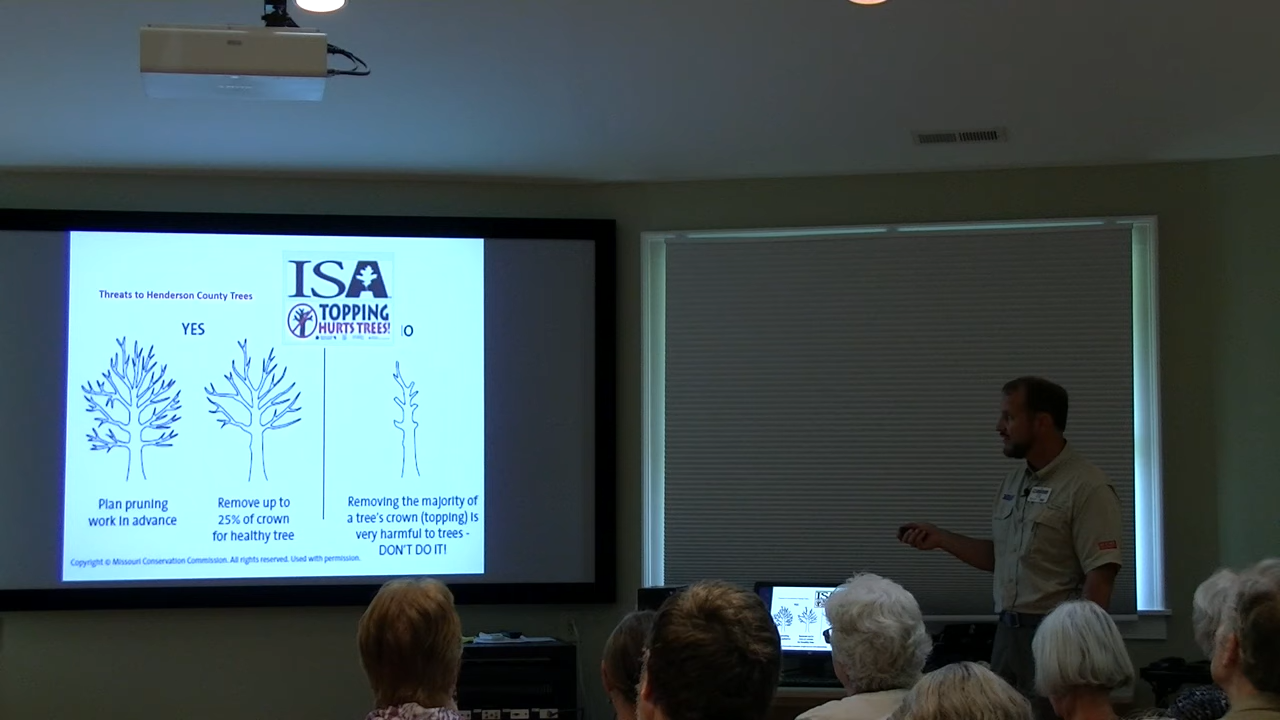 ISA
Threats to Henderson County Trees
TOPPING
HURTS TREES!
YES
Plan pruning
work in advance
Remove up to
25% of crown
for healthy tree
Removing the majority of
a tree's crown (topping) is
very harmful to trees -
DON'T DO IT!
Copyright © Missouri Conservation Commission. All rights reserved. Used with permission.